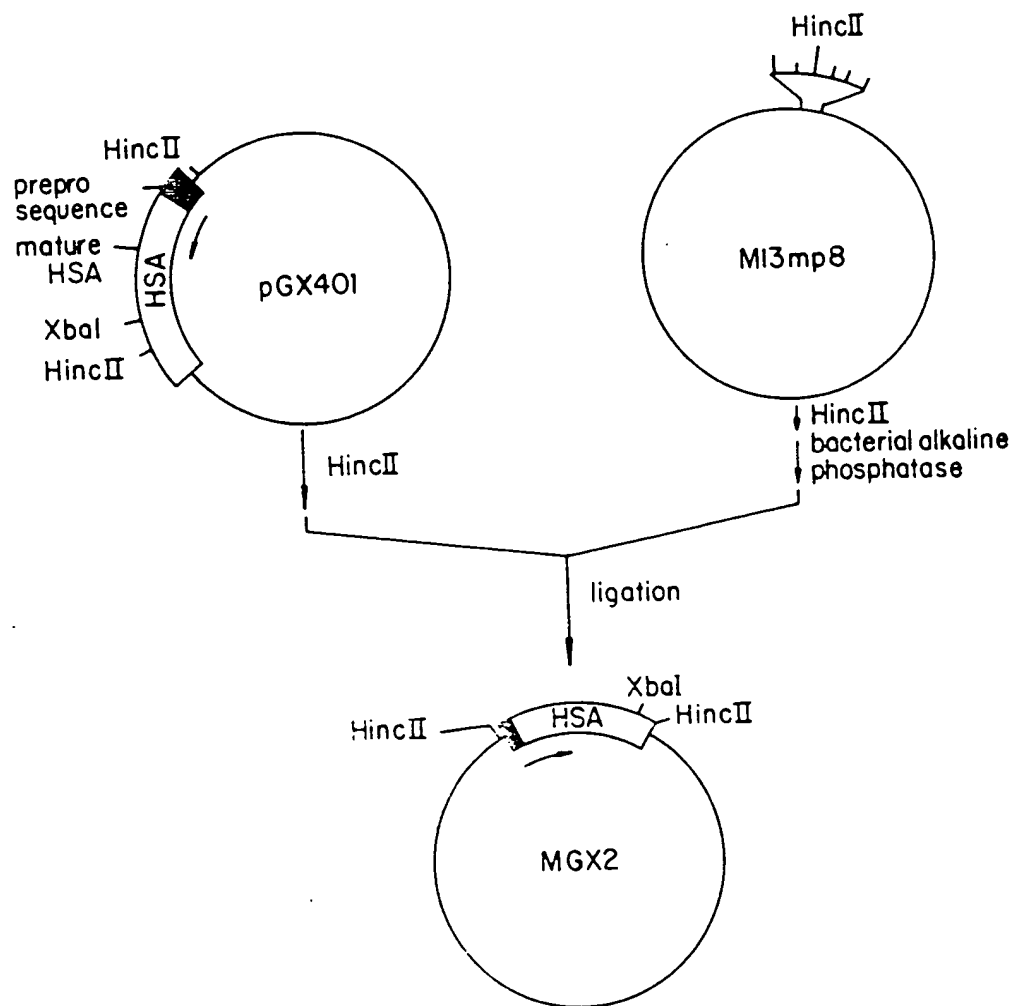 HincII
HincII
prepro
sequence
mature
HSA
HSA
XbaI
HincII
pGX401
M13mp8
HincII
HincII
bacterial alkaline
phosphatase
ligation
XbaI
HincII
HSA
HincII
MGX2